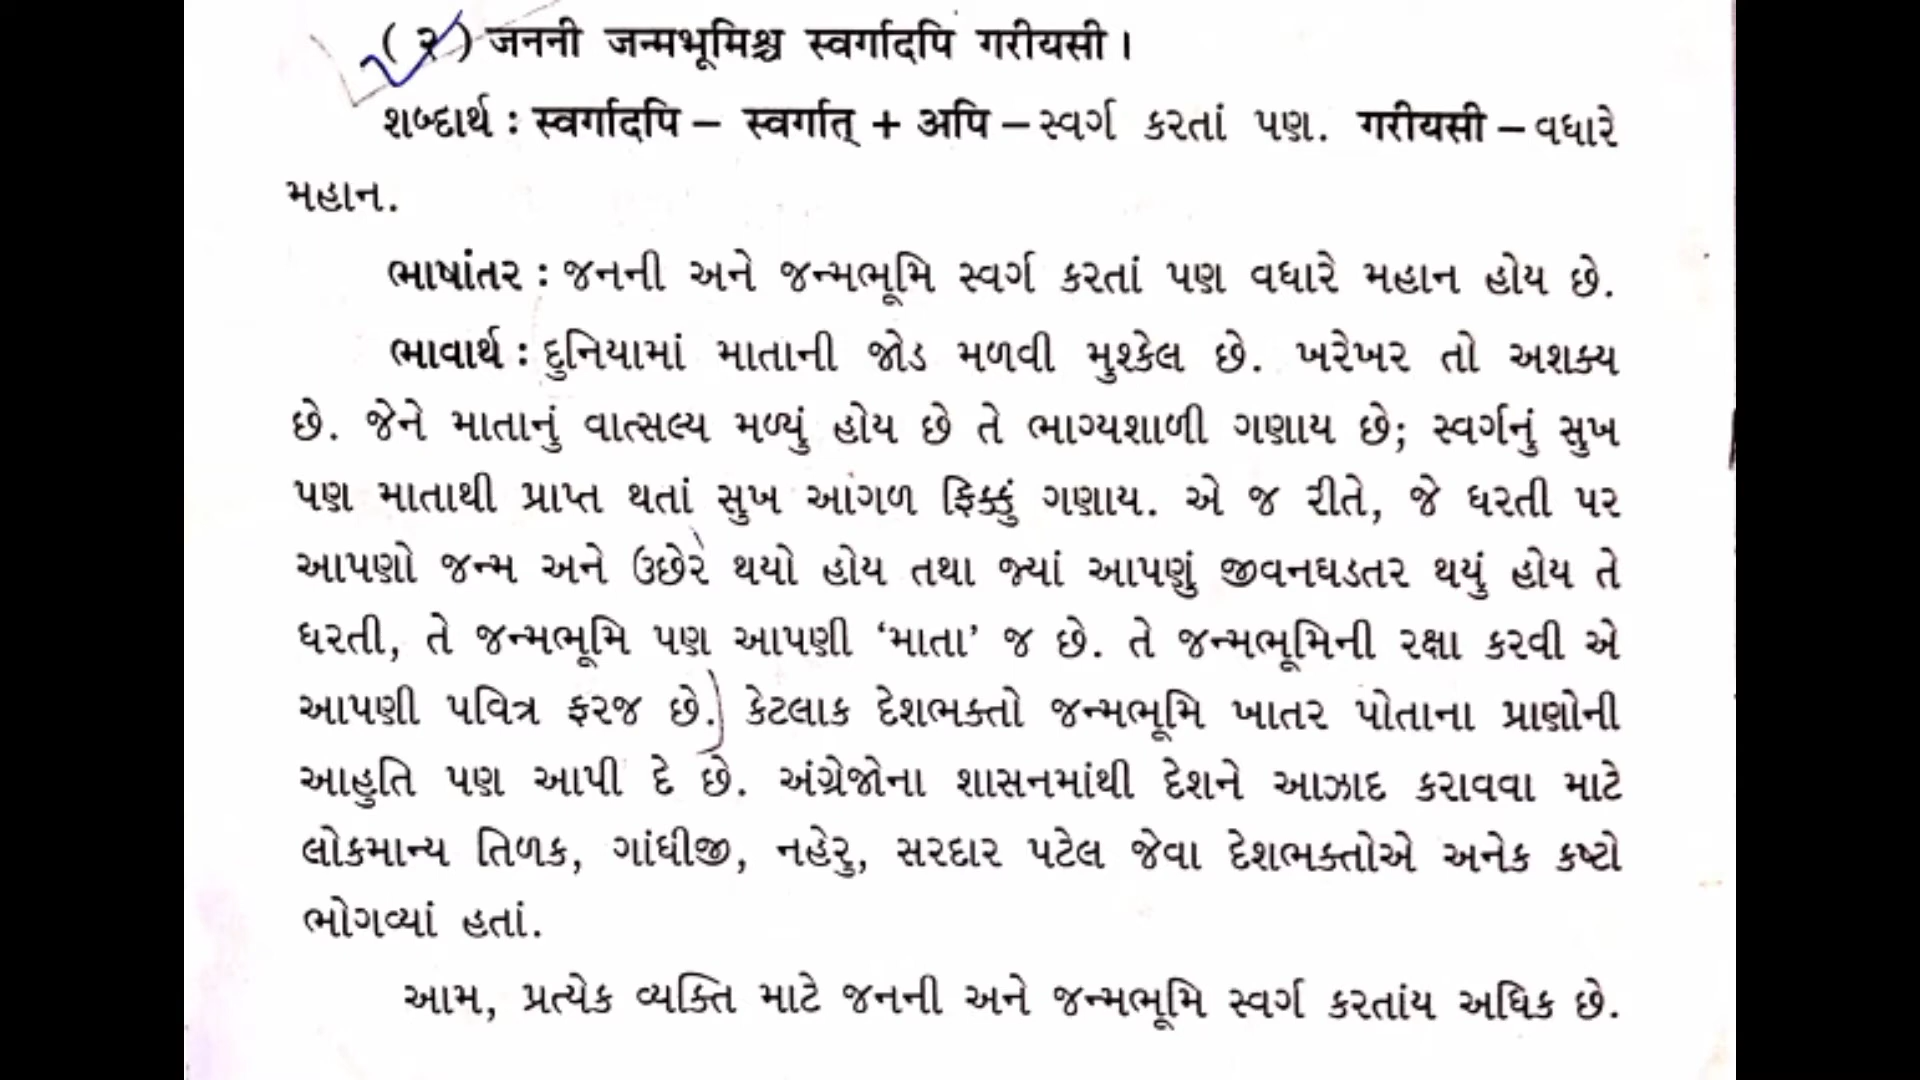 (२) जननी जन्मभूमिश्च स्वर्गादपि गरीयसी।
શબ્દાર્થ : स्वर्गादपि – स्वर्गात् + अपि – સ્વર્ગ કરતાં પણ. गरीयसी – વધારે
મહાન.
ભાષાંતર : જનની અને જન્મભૂમિ સ્વર્ગ કરતાં પણ વધારે મહાન હોય છે.
ભાવાર્થ : દુનિયામાં માતાની જોડ મળવી મુશ્કેલ છે. ખરેખર તો અશક્ય
છે. જેને માતાનું વાત્સલ્ય મળ્યું હોય છે તે ભાગ્યશાળી ગણાય છે; સ્વર્ગનું સુખ
પણ માતાથી પ્રાપ્ત થતાં સુખ આગળ ફિક્કું ગણાય. એ જ રીતે, જે ધરતી પર
આપણો જન્મ અને ઉછેર થયો હોય તથા જ્યાં આપણું જીવનઘડતર થયું હોય તે
ધરતી, તે જન્મભૂમિ પણ આપણી ‘માતા’ જ છે. તે જન્મભૂમિની રક્ષા કરવી એ
આપણી પવિત્ર ફરજ છે. કેટલાક દેશભક્તો જન્મભૂમિ ખાતર પોતાના પ્રાણોની
આહુતિ પણ આપી દે છે. અંગ્રેજોના શાસનમાંથી દેશને આઝાદ કરાવવા માટે
લોકમાન્ય તિળક, ગાંધીજી, નહેરુ, સરદાર પટેલ જેવા દેશભક્તોએ અનેક કષ્ટો
ભોગવ્યાં હતાં.
આમ, પ્રત્યેક વ્યક્તિ માટે જનની અને જન્મભૂમિ સ્વર્ગ કરતાંય અધિક છે.